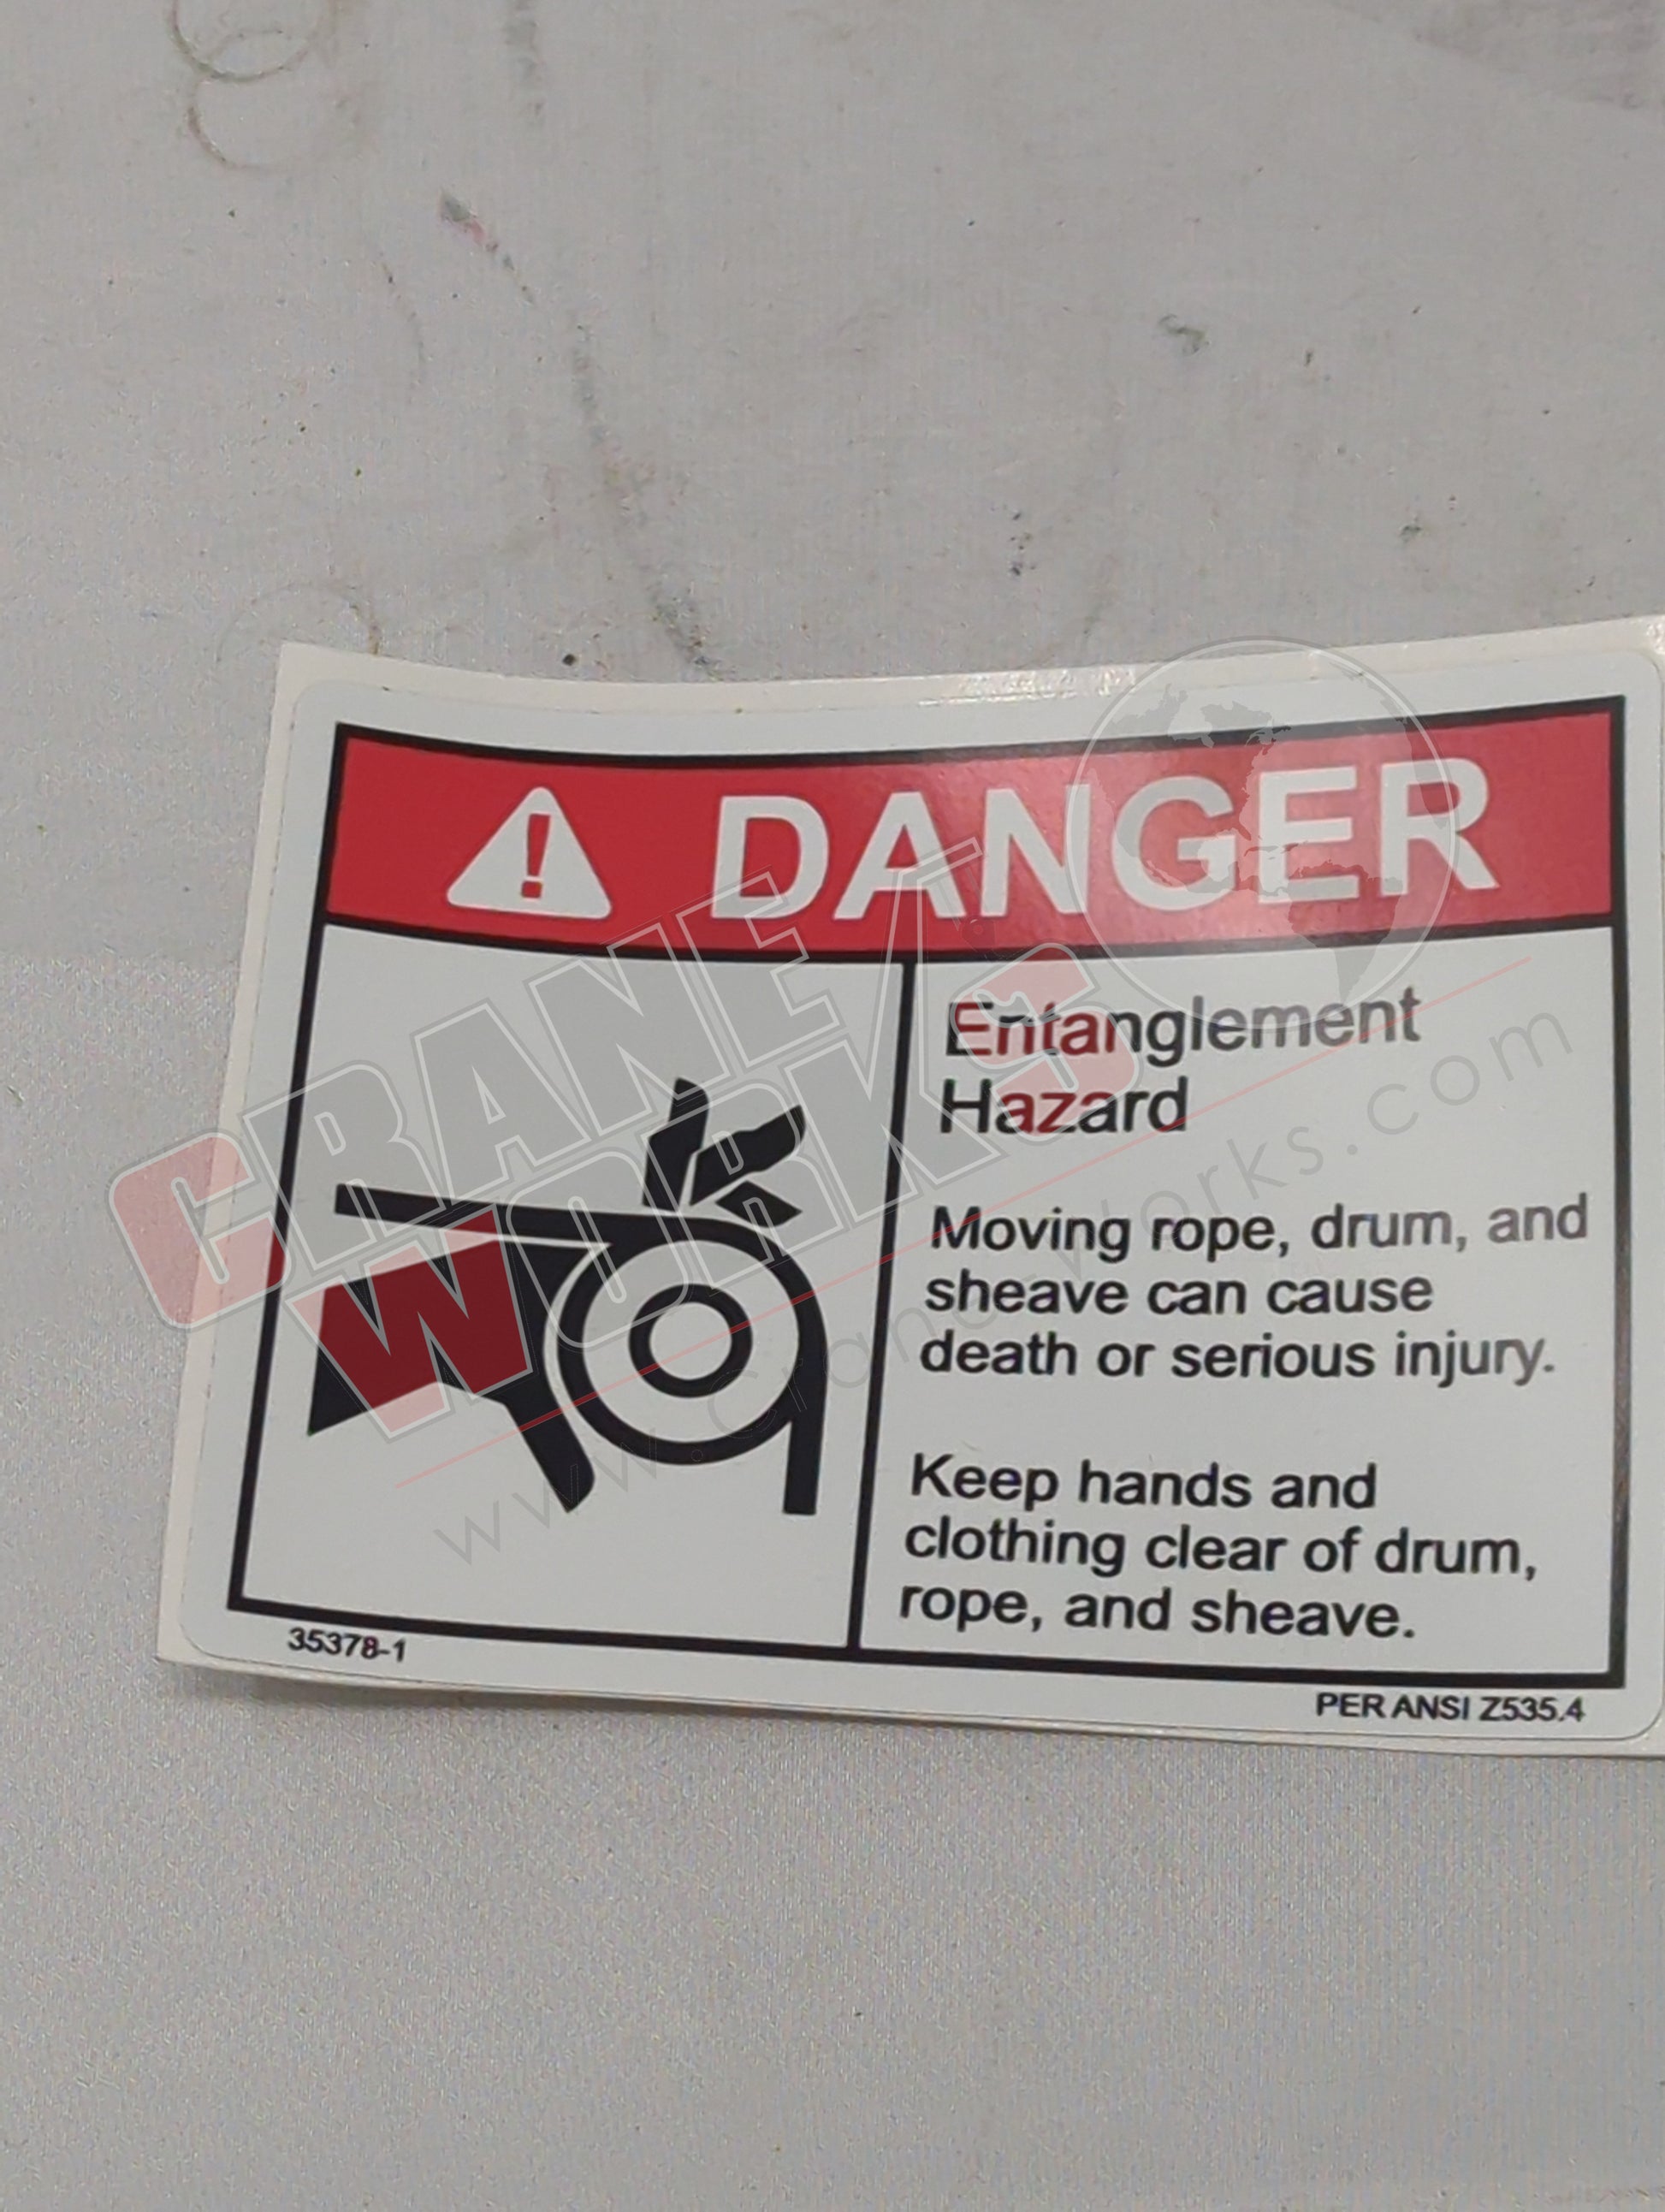 DANGER
Entanglement
Hazard
Moving rope, drum, and
sheave can cause
death or serious injury.
Keep hands and
clothing clear of drum,
rope, and sheave.
35378-1
PER ANSI Z535.4
CRANE
WORKS
www.craneworks.com